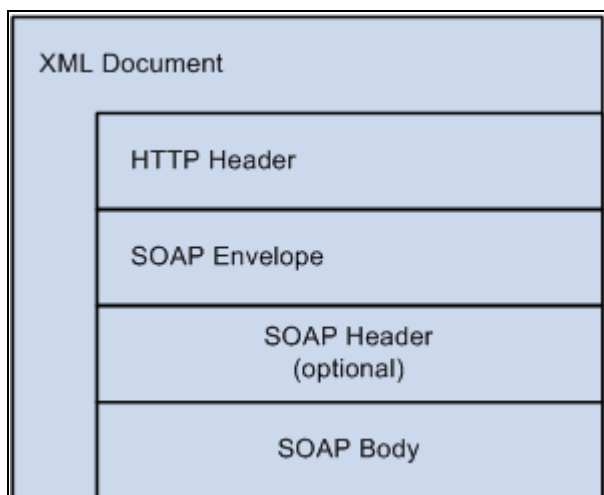 XML Document
HTTP Header
SOAP Envelope
SOAP Header
(optional)
SOAP Body